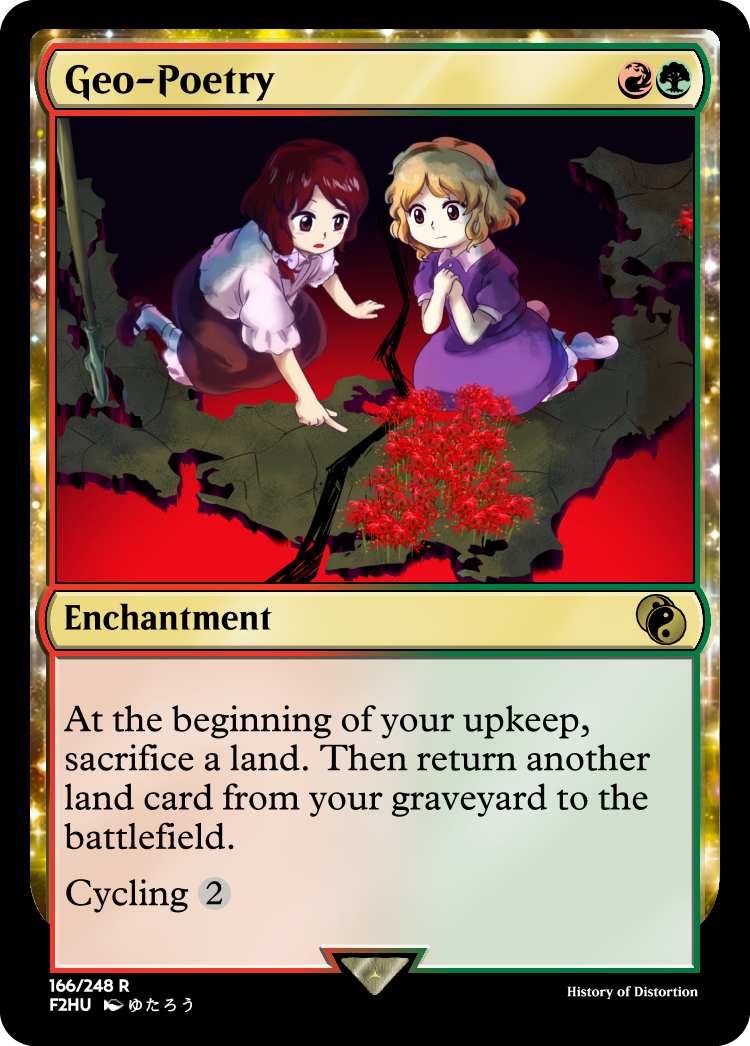 Geo-Poetry
Enchantment
At the beginning of your upkeep,
sacrifice a land. Then return another
land card from your graveyard to the
battlefield.
Cycling 2
166/248 R
F2HU ゆたろう
History of Distortion